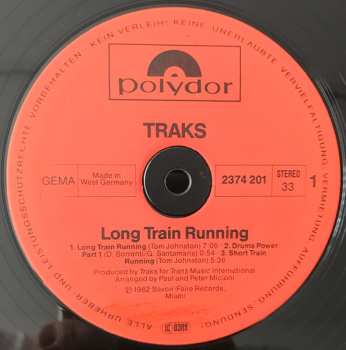 ALLE URHEBER UND LEISTUNGSSCHUTZRECHTE VORBEHALTEN · KEIN VERLEIH! KEINE UNERLAUBTE VERVIELFÄLTIGUNG, VERMIETUNG, AUFFÜHRUNG, SENDUNG!
polydor
TRAKS
GEMA
Made in
West Germany
2374 201
STEREO
33
1
Long Train Running
1. Long Train Running (Tom Johnston) 7:06 · 2. Drums Power
Part 1 (D. Sorrenti/G. Santamaria) 0:54 · 3. Short Train
Running (Tom Johnston) 5:36
Produced by Traks for Trans Music International
Arranged by Paul and Peter Micioni
℗ 1982 Savoir Faire Records,
Miami